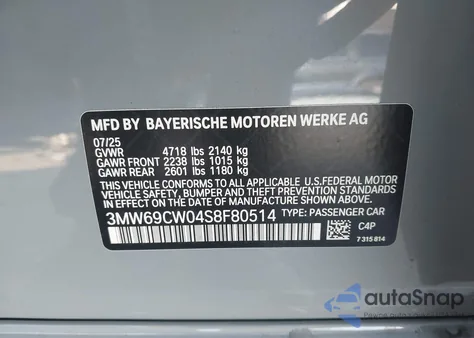 MFD BY BAYERISCHE MOTOREN WERKE AG
07/25
GVWR 4718 lbs 2140 kg
GAWR FRONT 2238 lbs 1015 kg
GAWR REAR 2601 lbs 1180 kg
THIS VEHICLE CONFORMS TO ALL APPLICABLE U.S.FEDERAL MOTOR
VEHICLE SAFETY, BUMPER, AND THEFT PREVENTION STANDARDS
IN EFFECT ON THE DATE OF MANUFACTURE SHOWN ABOVE.
3MW69CW04S8F80514 TYPE: PASSENGER CAR
C4P
7 315 814
autoSnap